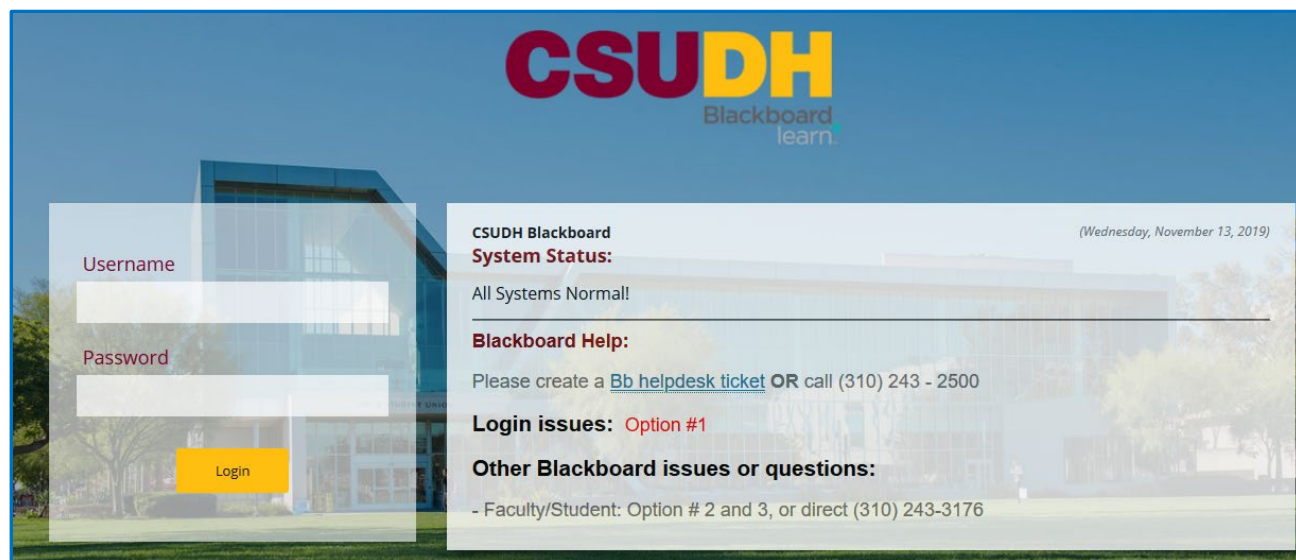 CSUDH
Blackboard
learn
Username
Password
Login
CSUDH Blackboard
(Wednesday, November 13, 2019)
System Status:
All Systems Normal!
Blackboard Help:
Please create a Bb helpdesk ticket OR call (310) 243 - 2500
Login issues: Option #1
Other Blackboard issues or questions:
- Faculty/Student: Option # 2 and 3, or direct (310) 243-3176